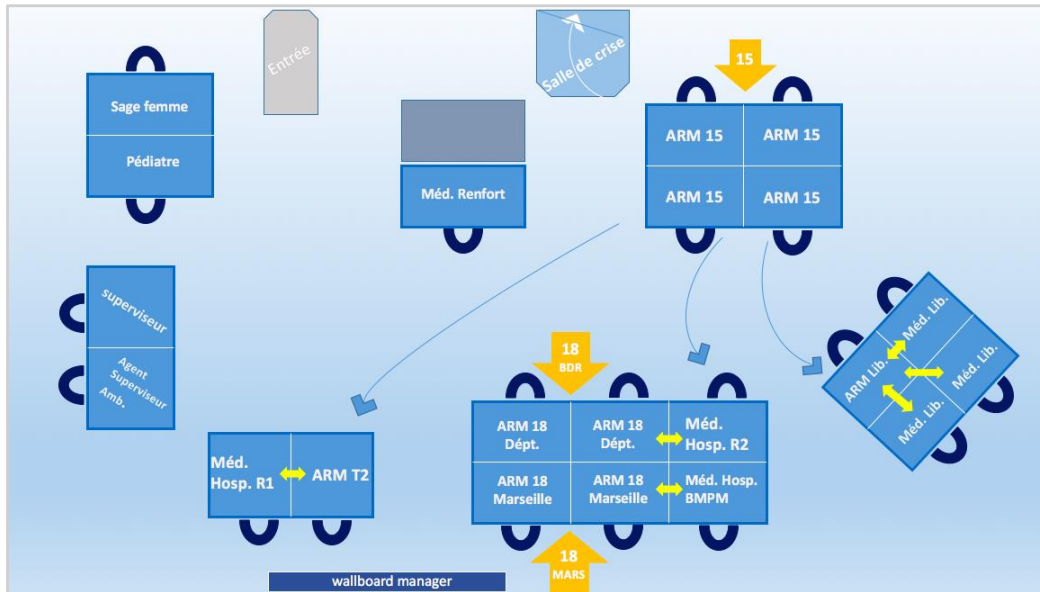 Entrée
Salle de crise
15
Sage femme
Pédiatre
Méd. Renfort
ARM 15
ARM 15
ARM 15
ARM 15
superviseur
Agent
Superviseur
Amb.
18
BDR
Méd. Lib.
ARM Lib.
Méd. Lib.
Méd. Lib.
Méd.
Hosp. R1
ARM T2
ARM 18
Dépt.
ARM 18
Dépt.
Méd.
Hosp. R2
ARM 18
Marseille
ARM 18
Marseille
Méd. Hosp.
BMPM
18
MARS
wallboard manager